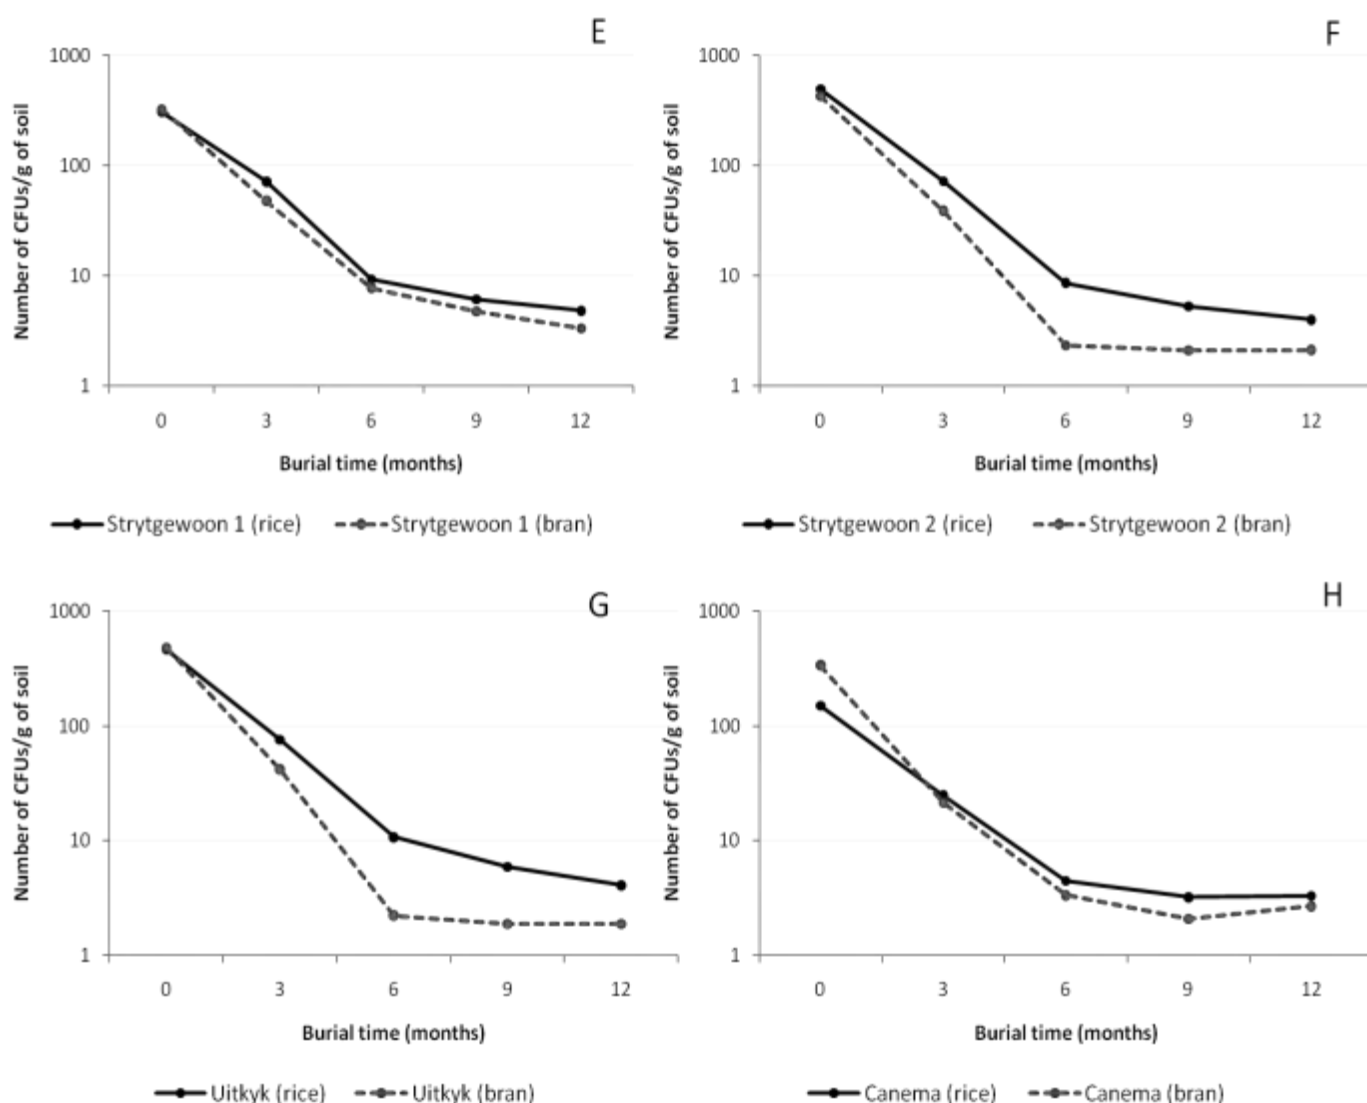 E
1000
100
10
1
Number of CFUs/g of soil
0 3 6 9 12
Burial time (months)
Strytgewoon 1 (rice) Strytgewoon 1 (bran)
F
1000
100
10
1
Number of CFUs/g of soil
0 3 6 9 12
Burial time (months)
Strytgewoon 2 (rice) Strytgewoon 2 (bran)
G
1000
100
10
1
Number of CFUs/g of soil
0 3 6 9 12
Burial time (months)
Uitkyk (rice) Uitkyk (bran)
H
1000
100
10
1
Number of CFUs/g of soil
0 3 6 9 12
Burial time (months)
Canema (rice) Canema (bran)